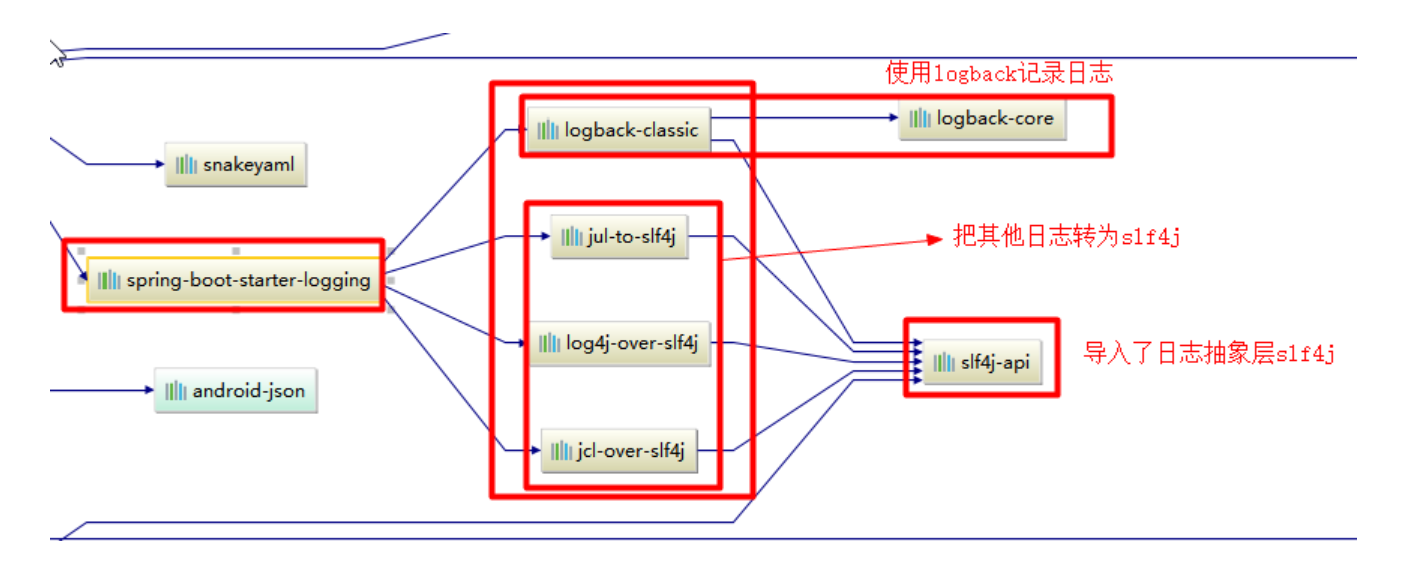 使用logback记录日志
logback-classic
logback-core
snakeyaml
jul-to-slf4j
把其他日志转为slf4j
spring-boot-starter-logging
log4j-over-slf4j
slf4j-api
导入了日志抽象层slf4j
android-json
jcl-over-slf4j